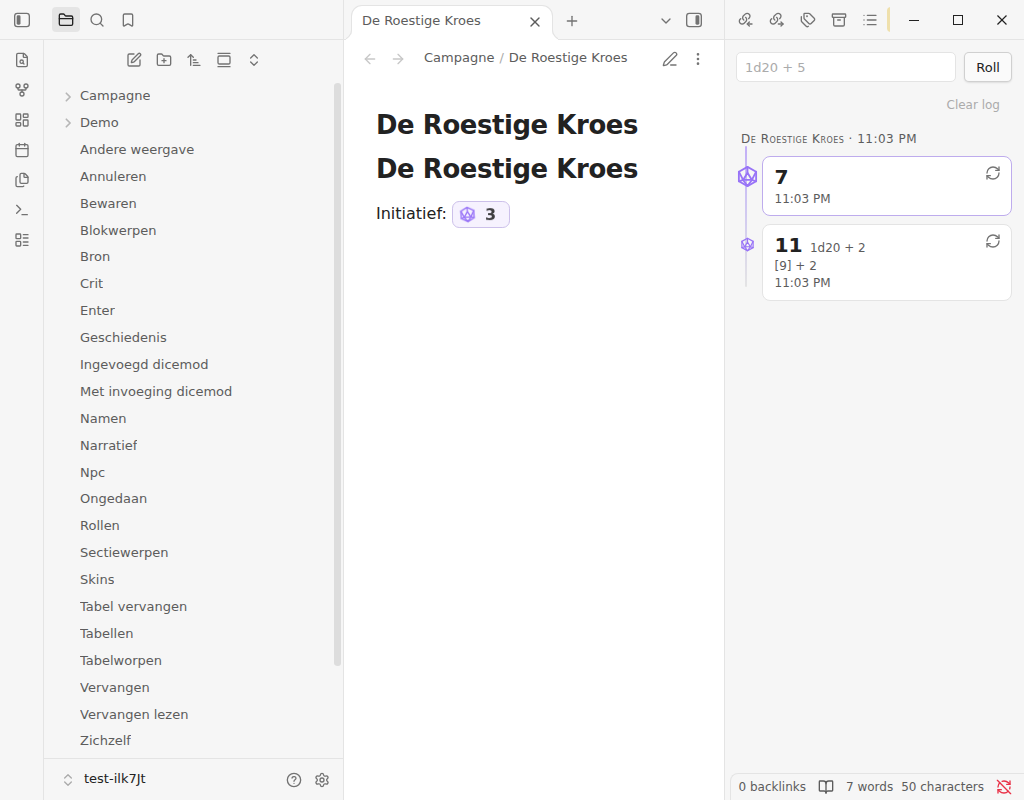 De Roestige Kroes
Campagne / De Roestige Kroes
1d20 + 5
Roll
Clear log
Campagne
Demo
Andere weergave
Annuleren
Bewaren
Blokwerpen
Bron
Crit
Enter
Geschiedenis
Ingevoegd dicemod
Met invoeging dicemod
Namen
Narratief
Npc
Ongedaan
Rollen
Sectiewerpen
Skins
Tabel vervangen
Tabellen
Tabelworpen
Vervangen
Vervangen lezen
Zichzelf
test-ilk7Jt
De Roestige Kroes
De Roestige Kroes
Initiatief: 3
De Roestige Kroes · 11:03 PM
7
11:03 PM
11 1d20 + 2
[9] + 2
11:03 PM
0 backlinks 7 words 50 characters